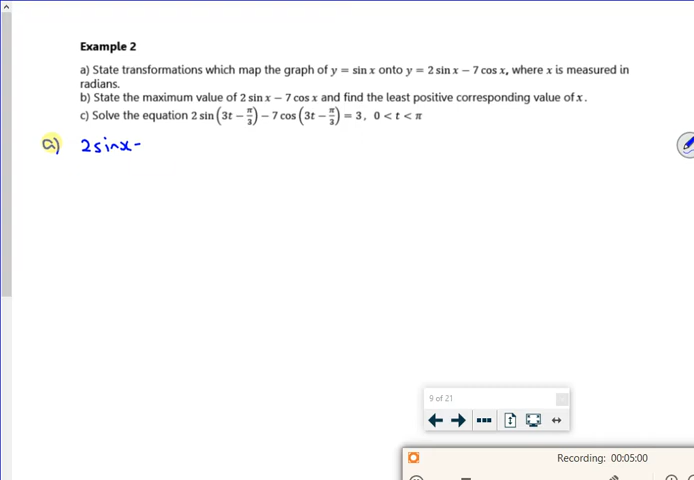 Example 2
a) State transformations which map the graph of y = sin x onto y = 2 sin x − 7 cos x, where x is measured in
radians.
b) State the maximum value of 2 sin x − 7 cos x and find the least positive corresponding value of x.
c) Solve the equation 2 sin(3t − π/3) − 7 cos(3t − π/3) = 3, 0 < t < π
a) 2sinx-
9 of 21
Recording: 00:05:00